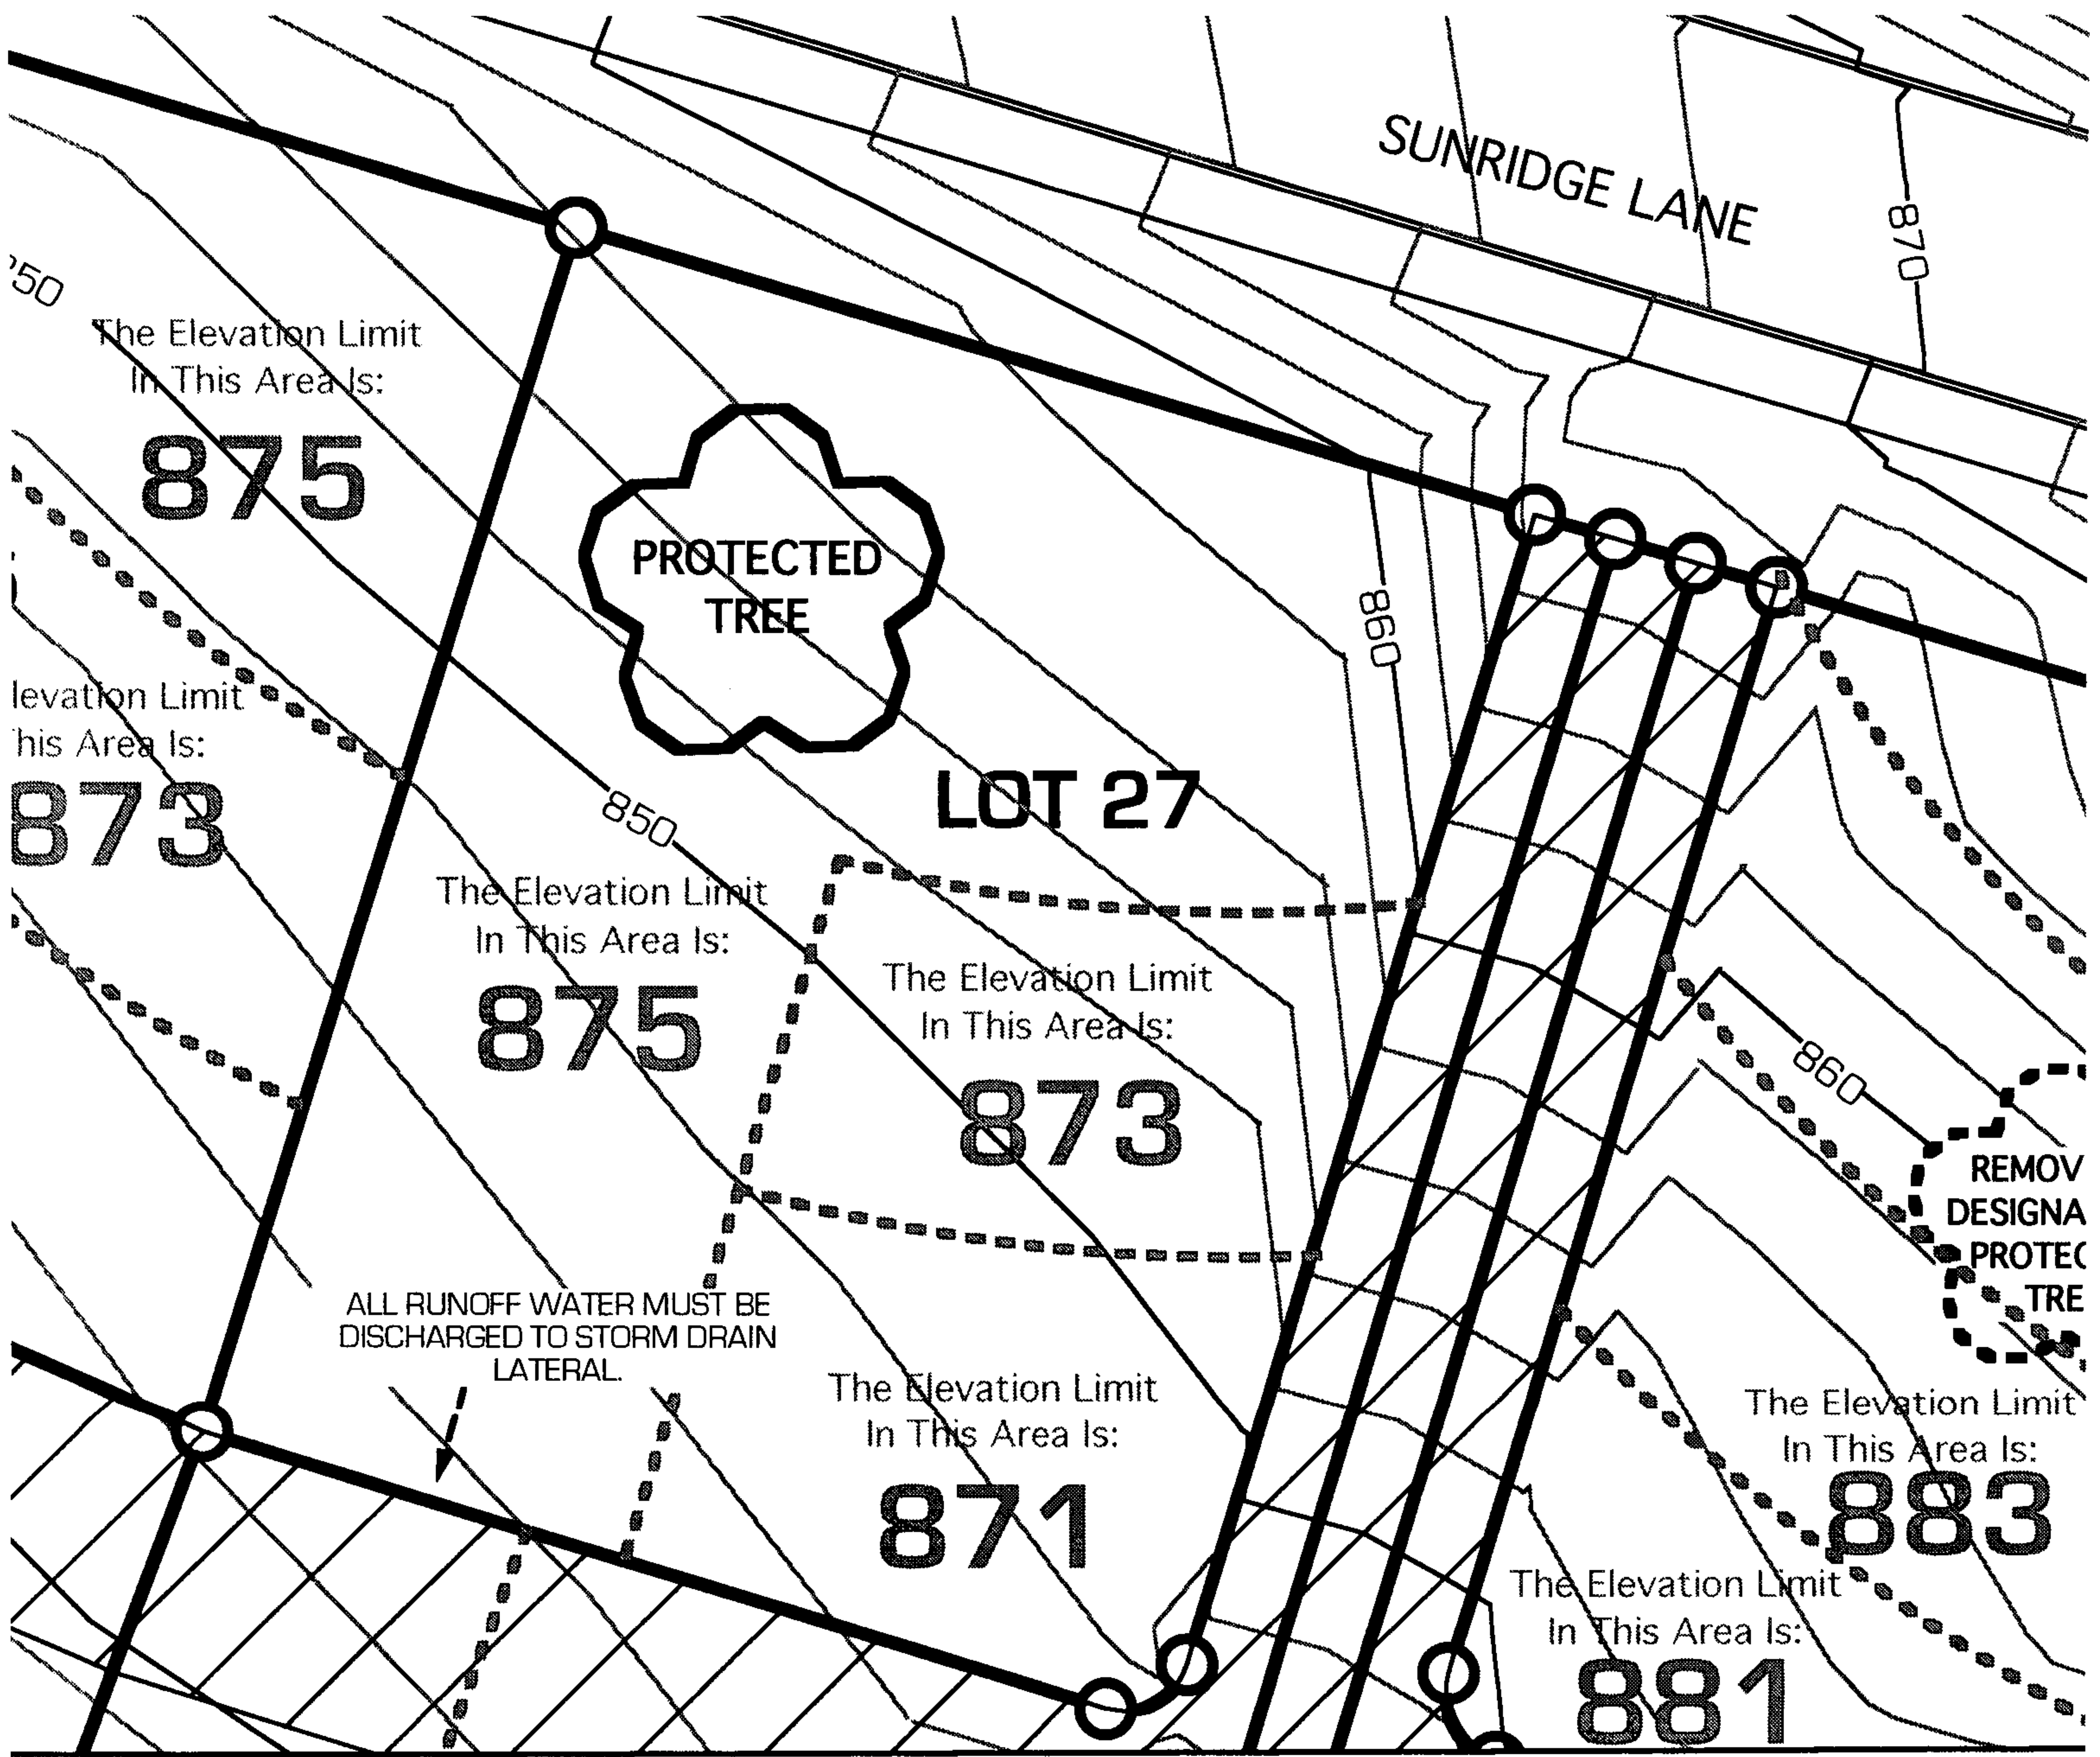 SUNRIDGE LANE
870
The Elevation Limit
In This Area Is:
875
PROTECTED
TREE
860
levation Limit
his Area Is:
873
LOT 27
850
The Elevation Limit
In This Area Is:
875
The Elevation Limit
In This Area Is:
873
860
REMOV
DESIGNA
PROTEC
TRE
ALL RUNOFF WATER MUST BE
DISCHARGED TO STORM DRAIN
LATERAL.
The Elevation Limit
In This Area Is:
871
The Elevation Limit
In This Area Is:
883
The Elevation Limit
In This Area Is:
881